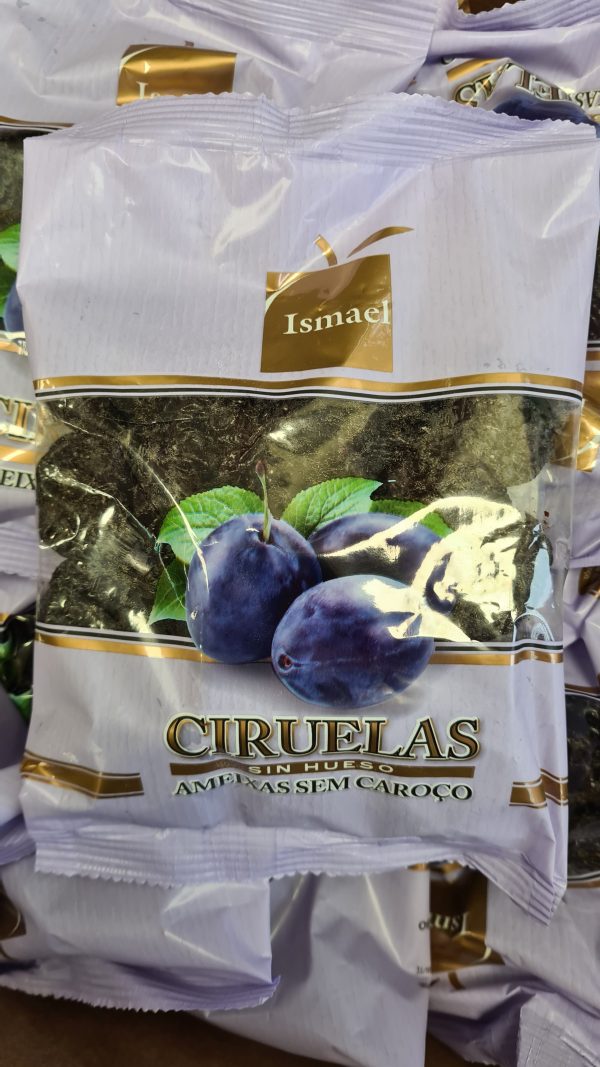 Ismael
CIRUELAS
SIN HUESO
AMEIXAS SEM CAROÇO